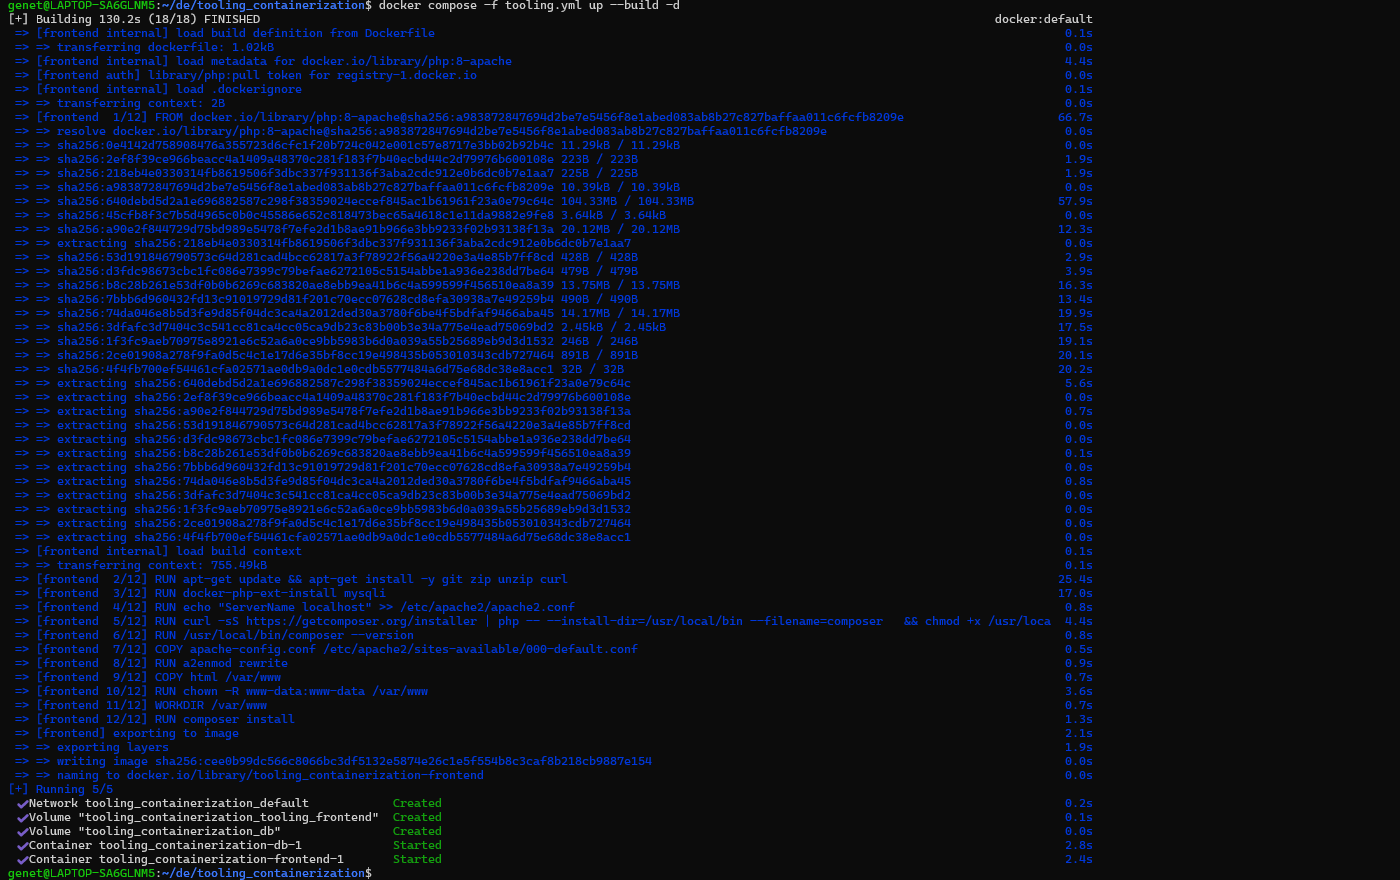 genet@LAPTOP-SA6GLNM5:~/de/tooling_containerization$ docker compose -f tooling.yml up --build -d
[+] Building 130.2s (18/18) FINISHED docker:default
=> [frontend internal] load build definition from Dockerfile 0.1s
=> => transferring dockerfile: 1.02kB 0.0s
=> [frontend internal] load metadata for docker.io/library/php:8-apache 4.4s
=> [frontend auth] library/php:pull token for registry-1.docker.io 0.0s
=> [frontend internal] load .dockerignore 0.1s
=> => transferring context: 2B 0.0s
=> [frontend 1/12] FROM docker.io/library/php:8-apache@sha256:a983872847694d2be7e5456f8e1abed083ab8b27c827baffaa011c6fcfb8209e 66.7s
=> => resolve docker.io/library/php:8-apache@sha256:a983872847694d2be7e5456f8e1abed083ab8b27c827baffaa011c6fcfb8209e 0.0s
=> => sha256:0e4142d758908476a355723d6cfc1f20b724c042e001c57e8717e3bb02b92b4c 11.29kB / 11.29kB 0.0s
=> => sha256:2ef8f39ce966beacc4a1409a48370c281f183f7b40ecbd44c2d79976b600108e 223B / 223B 1.9s
=> => sha256:218eb4e0330314fb8619506f3dbc337f931136f3aba2cdc912e0b6dc0b7e1aa7 225B / 225B 1.9s
=> => sha256:a983872847694d2be7e5456f8e1abed083ab8b27c827baffaa011c6fcfb8209e 10.39kB / 10.39kB 0.0s
=> => sha256:640debd5d2a1e696882587c298f38359024eccef845ac1b61961f23a0e79c64c 104.33MB / 104.33MB 57.9s
=> => sha256:45cfb8f3c7b5d4965c0b0c45586e652c818473bec65a4618c1e11da9882e9fe8 3.64kB / 3.64kB 0.0s
=> => sha256:a90e2f844729d75bd989e5478f7efe2d1b8ae91b966e3bb9233f02b93138f13a 20.12MB / 20.12MB 12.3s
=> => extracting sha256:218eb4e0330314fb8619506f3dbc337f931136f3aba2cdc912e0b6dc0b7e1aa7 0.0s
=> => sha256:53d191846790573c64d281cad4bcc62817a3f78922f56a4220e3a4e85b7ff8cd 428B / 428B 2.9s
=> => sha256:d3fdc98673cbc1fc086e7399c79befae6272105c5154abbe1a936e238dd7be64 479B / 479B 3.9s
=> => sha256:b8c28b261e53df0b0b6269c683820ae8ebb9ea41b6c4a599599f456510ea8a39 13.75MB / 13.75MB 16.3s
=> => sha256:7bbb6d960432fd13c91019729d81f201c70ecc07628cd8efa30938a7e49259b4 490B / 490B 13.4s
=> => sha256:74da046e8b5d3fe9d85f04dc3ca4a2012ded30a3780f6be4f5bdfaf9466aba45 14.17MB / 14.17MB 19.9s
=> => sha256:3dfafc3d7404c3c541cc81ca4cc05ca9db23c83b00b3e34a775e4ead75069bd2 2.45kB / 2.45kB 17.5s
=> => sha256:1f3fc9aeb70975e8921e6c52a6a0ce9bb5983b6d0a039a55b25689eb9d3d1532 246B / 246B 19.1s
=> => sha256:2ce01908a278f9fa0d5c4c1e17d6e35bf8cc19e498435b053010343cdb727464 891B / 891B 20.1s
=> => sha256:4f4fb700ef54461cfa02571ae0db9a0dc1e0cdb5577484a6d75e68dc38e8acc1 32B / 32B 20.2s
=> => extracting sha256:640debd5d2a1e696882587c298f38359024eccef845ac1b61961f23a0e79c64c 5.6s
=> => extracting sha256:2ef8f39ce966beacc4a1409a48370c281f183f7b40ecbd44c2d79976b600108e 0.0s
=> => extracting sha256:a90e2f844729d75bd989e5478f7efe2d1b8ae91b966e3bb9233f02b93138f13a 0.7s
=> => extracting sha256:53d191846790573c64d281cad4bcc62817a3f78922f56a4220e3a4e85b7ff8cd 0.0s
=> => extracting sha256:d3fdc98673cbc1fc086e7399c79befae6272105c5154abbe1a936e238dd7be64 0.0s
=> => extracting sha256:b8c28b261e53df0b0b6269c683820ae8ebb9ea41b6c4a599599f456510ea8a39 0.1s
=> => extracting sha256:7bbb6d960432fd13c91019729d81f201c70ecc07628cd8efa30938a7e49259b4 0.0s
=> => extracting sha256:74da046e8b5d3fe9d85f04dc3ca4a2012ded30a3780f6be4f5bdfaf9466aba45 0.8s
=> => extracting sha256:3dfafc3d7404c3c541cc81ca4cc05ca9db23c83b00b3e34a775e4ead75069bd2 0.0s
=> => extracting sha256:1f3fc9aeb70975e8921e6c52a6a0ce9bb5983b6d0a039a55b25689eb9d3d1532 0.0s
=> => extracting sha256:2ce01908a278f9fa0d5c4c1e17d6e35bf8cc19e498435b053010343cdb727464 0.0s
=> => extracting sha256:4f4fb700ef54461cfa02571ae0db9a0dc1e0cdb5577484a6d75e68dc38e8acc1 0.0s
=> [frontend internal] load build context 0.1s
=> => transferring context: 755.49kB 0.1s
=> [frontend 2/12] RUN apt-get update && apt-get install -y git zip unzip curl 25.4s
=> [frontend 3/12] RUN docker-php-ext-install mysqli 17.0s
=> [frontend 4/12] RUN echo "ServerName localhost" >> /etc/apache2/apache2.conf 0.8s
=> [frontend 5/12] RUN curl -sS https://getcomposer.org/installer | php -- --install-dir=/usr/local/bin --filename=composer && chmod +x /usr/loca 4.4s
=> [frontend 6/12] RUN /usr/local/bin/composer --version 0.8s
=> [frontend 7/12] COPY apache-config.conf /etc/apache2/sites-available/000-default.conf 0.5s
=> [frontend 8/12] RUN a2enmod rewrite 0.9s
=> [frontend 9/12] COPY html /var/www 0.7s
=> [frontend 10/12] RUN chown -R www-data:www-data /var/www 3.6s
=> [frontend 11/12] WORKDIR /var/www 0.7s
=> [frontend 12/12] RUN composer install 1.3s
=> [frontend] exporting to image 2.1s
=> => exporting layers 1.9s
=> => writing image sha256:cee0b99dc566c8066bc3df5132e5874e26c1e5f554b8c3caf8b218cb9887e154 0.0s
=> => naming to docker.io/library/tooling_containerization-frontend 0.0s
[+] Running 5/5
✔Network tooling_containerization_default Created 0.2s
✔Volume "tooling_containerization_tooling_frontend" Created 0.1s
✔Volume "tooling_containerization_db" Created 0.0s
✔Container tooling_containerization-db-1 Started 2.8s
✔Container tooling_containerization-frontend-1 Started 2.4s
genet@LAPTOP-SA6GLNM5:~/de/tooling_containerization$